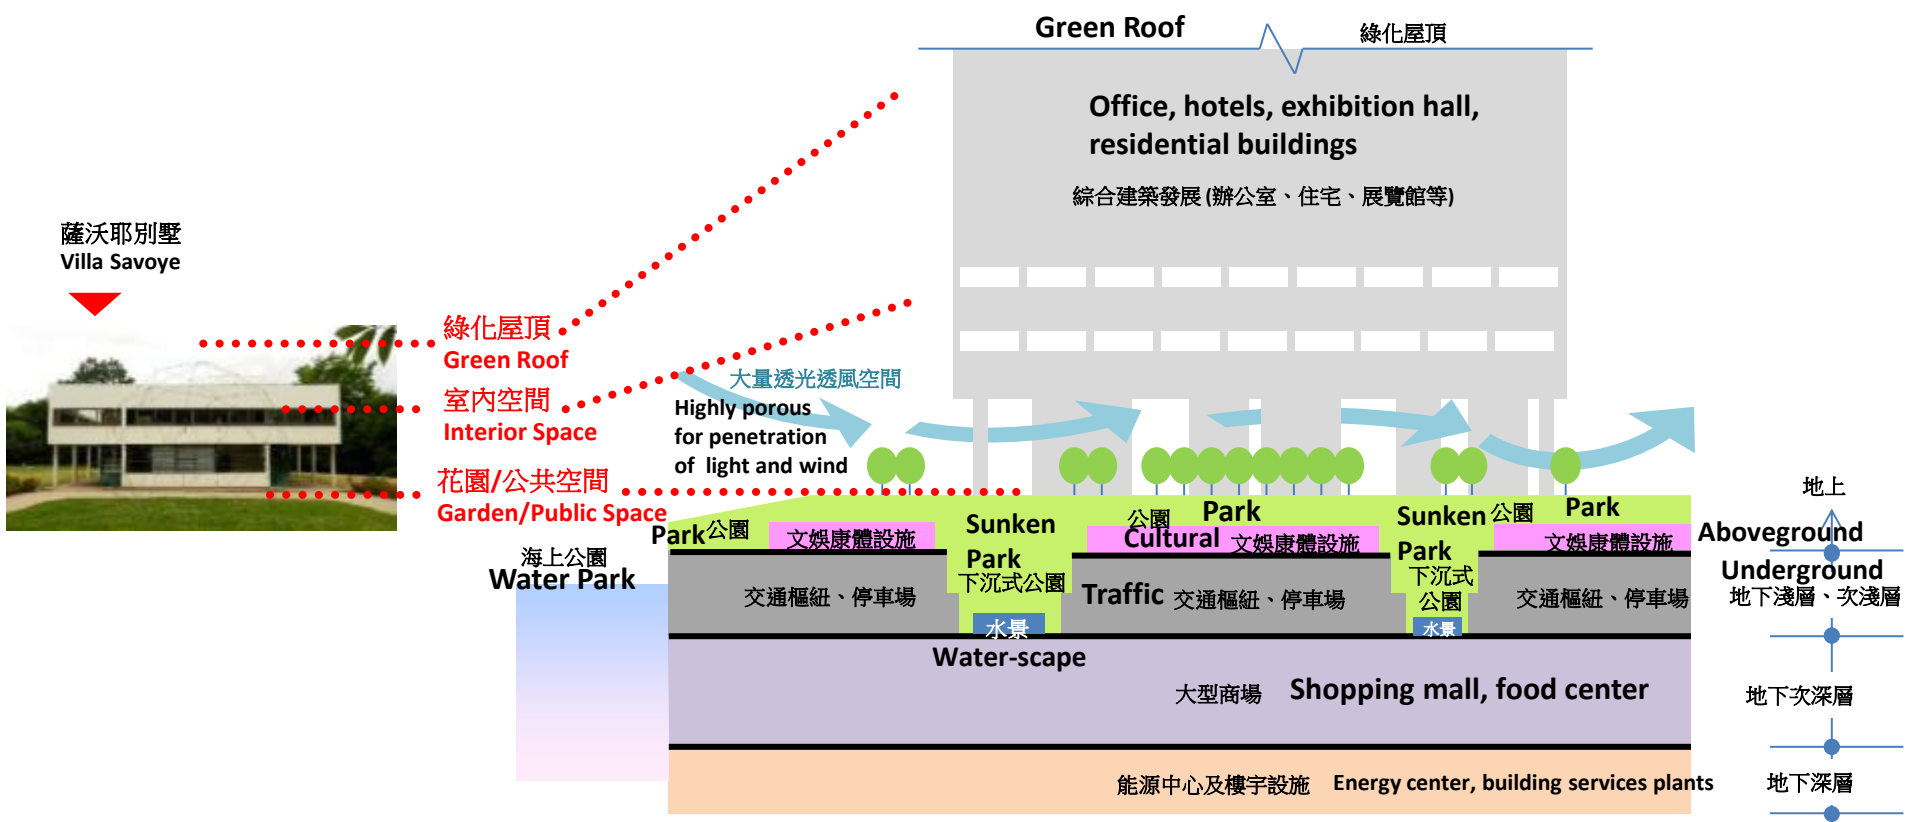 Green Roof
綠化屋頂
Office, hotels, exhibition hall,
residential buildings
綜合建築發展 (辦公室、住宅、展覽館等)
薩沃耶別墅
Villa Savoye
綠化屋頂
Green Roof
室內空間
Interior Space
花園/公共空間
Garden/Public Space
大量透光透風空間
Highly porous
for penetration
of light and wind
Park 公園
文娛康體設施
Sunken
Park
下沉式公園
公園 Park
Cultural 文娛康體設施
Sunken
Park
下沉式
公園
公園 Park
文娛康體設施
海上公園
Water Park
交通樞紐、停車場
Traffic 交通樞紐、停車場
交通樞紐、停車場
水景
水景
Water-scape
大型商場 Shopping mall, food center
能源中心及樓宇設施 Energy center, building services plants
地上
Aboveground
Underground
地下淺層、次淺層
地下次深層
地下深層